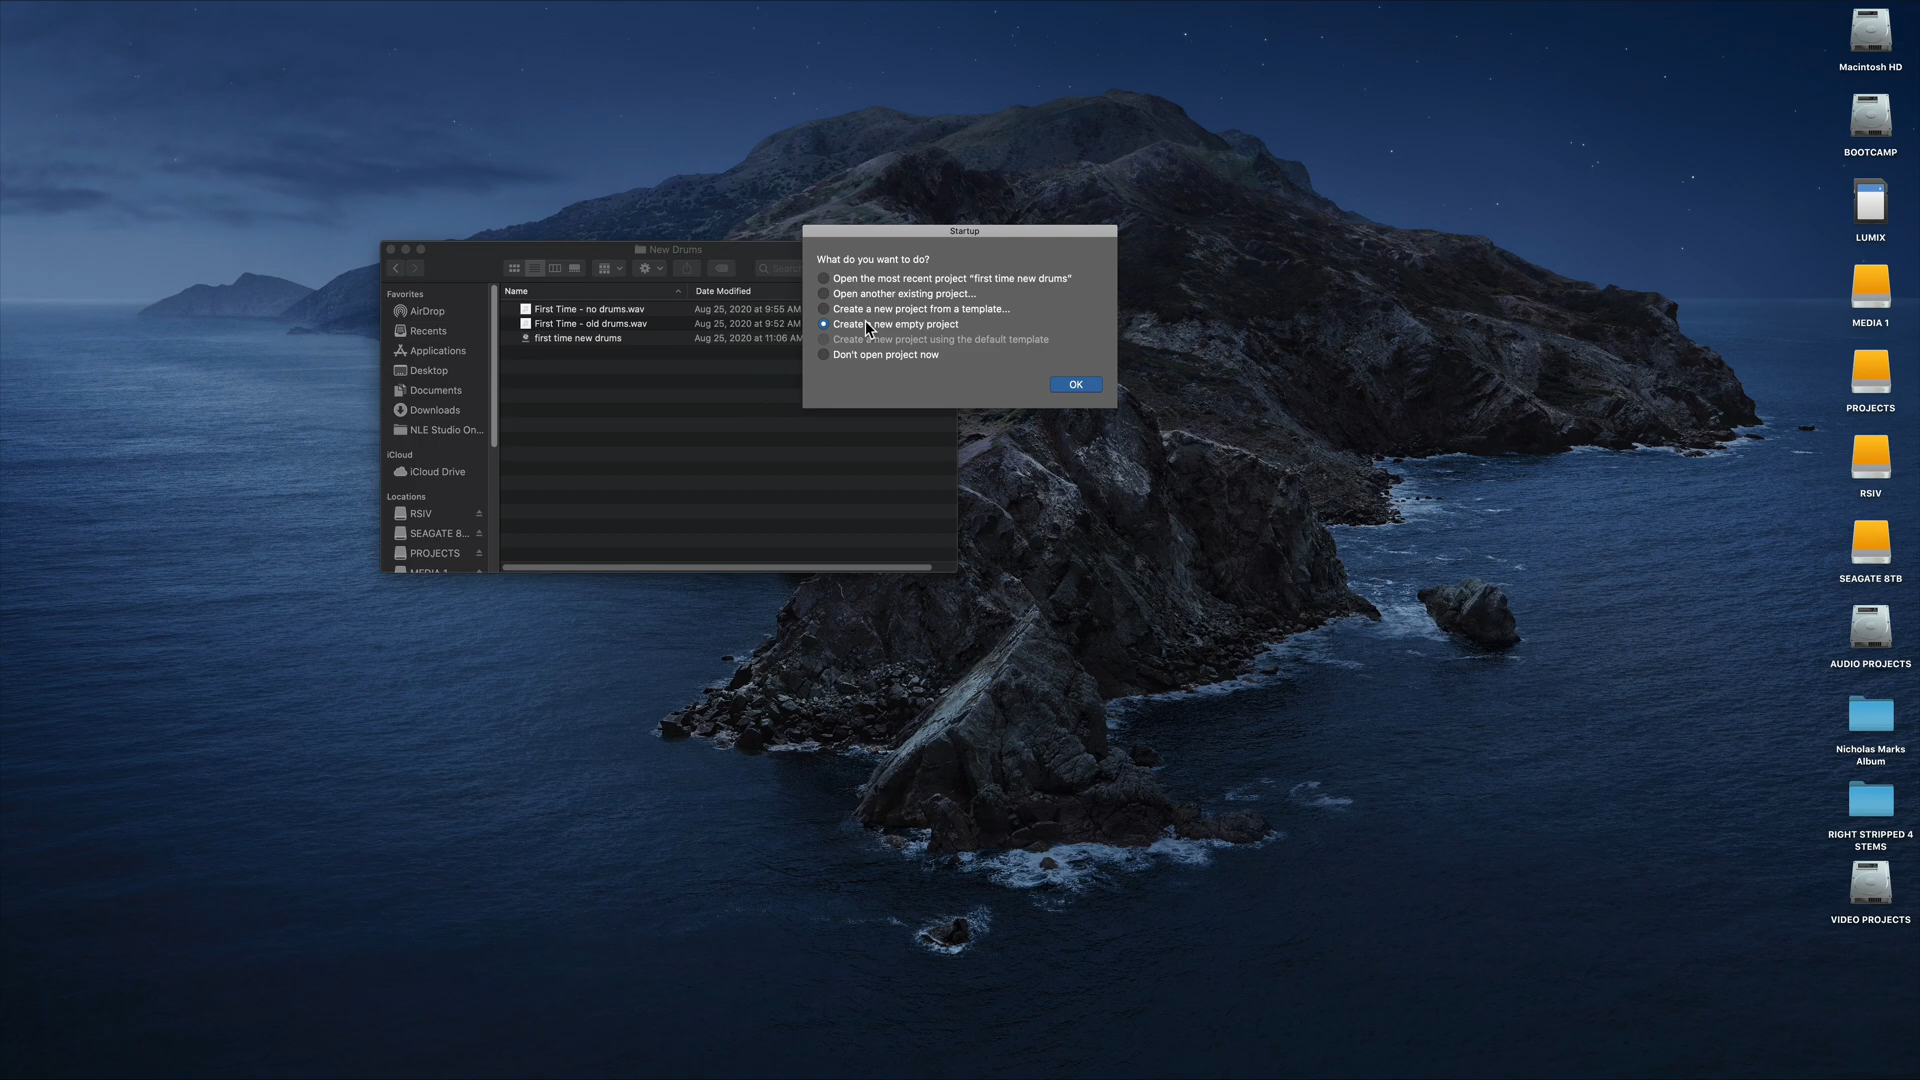 New Drums
Search
Favorites
AirDrop
Recents
Applications
Desktop
Documents
Downloads
NLE Studio On...
iCloud
iCloud Drive
Locations
RSIV
SEAGATE 8...
PROJECTS
MEDIA 1
Name
Date Modified
First Time - no drums.wav
Aug 25, 2020 at 9:55 AM
First Time - old drums.wav
Aug 25, 2020 at 9:52 AM
first time new drums
Aug 25, 2020 at 11:06 AM
Startup
What do you want to do?
Open the most recent project “first time new drums”
Open another existing project...
Create a new project from a template...
Create new empty project
Create a new project using the default template
Don't open project now
OK
Macintosh HD
BOOTCAMP
LUMIX
MEDIA 1
PROJECTS
RSIV
SEAGATE 8TB
AUDIO PROJECTS
Nicholas Marks
Album
RIGHT STRIPPED 4
STEMS
VIDEO PROJECTS